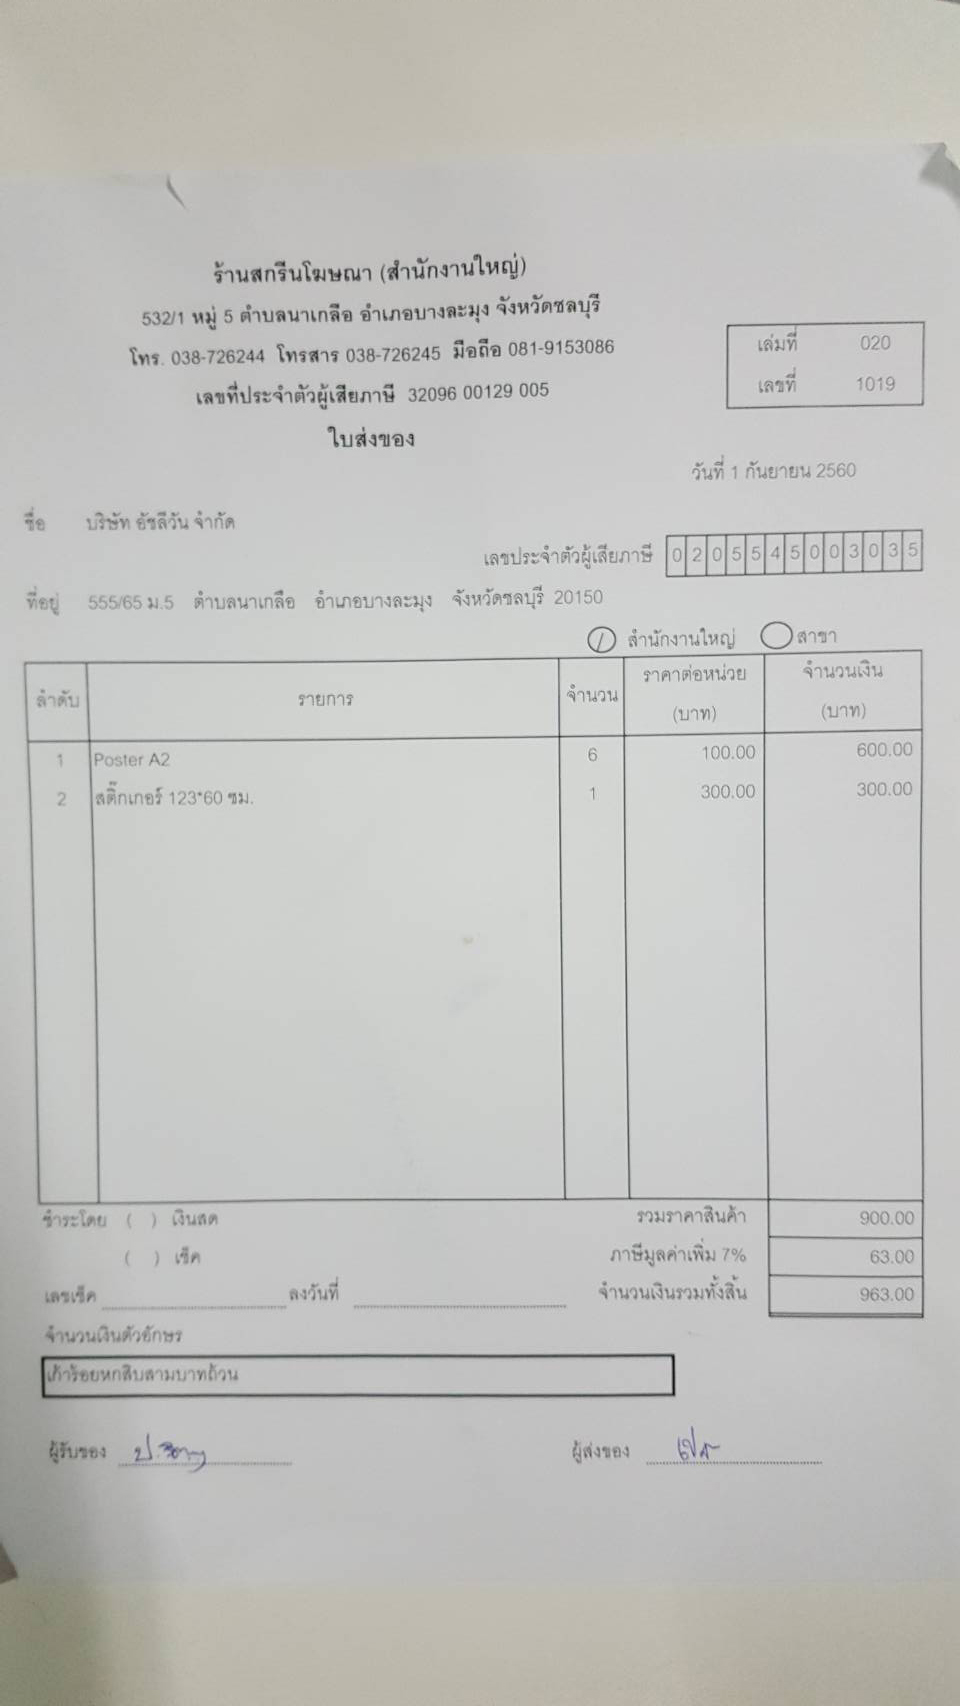 ร้านสกรีนโฆษณา (สำนักงานใหญ่)
532/1 หมู่ 5 ตำบลนาเกลือ อำเภอบางละมุง จังหวัดชลบุรี
โทร. 038-726244 โทรสาร 038-726245 มือถือ 081-9153086
เลขที่ประจำตัวผู้เสียภาษี 32096 00129 005
ใบส่งของ
เล่มที่ 020
เลขที่ 1019
วันที่ 1 กันยายน 2560
ชื่อ บริษัท อัชลีวัน จำกัด
เลขประจำตัวผู้เสียภาษี 0205545003035
ที่อยู่ 555/65 ม.5 ตำบลนาเกลือ อำเภอบางละมุง จังหวัดชลบุรี 20150
สำนักงานใหญ่ สาขา
ลำดับ รายการ จำนวน ราคาต่อหน่วย (บาท) จำนวนเงิน (บาท)
1 Poster A2 6 100.00 600.00
2 สติ๊กเกอร์ 123*60 ซม. 1 300.00 300.00
ชำระโดย ( ) เงินสด รวมราคาสินค้า 900.00
( ) เช็ค ภาษีมูลค่าเพิ่ม 7% 63.00
เลขเช็ค ลงวันที่ จำนวนเงินรวมทั้งสิ้น 963.00
จำนวนเงินตัวอักษร
เก้าร้อยหกสิบสามบาทถ้วน
ผู้รับของ ผู้ส่งของ